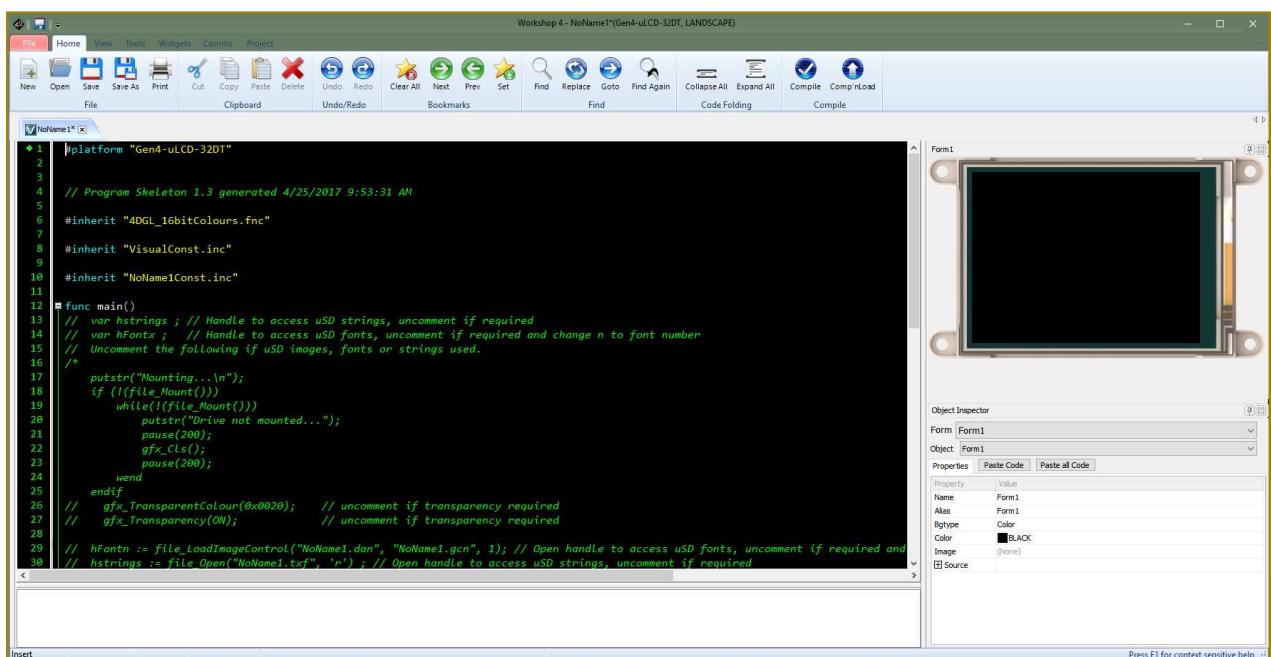 Workshop 4 - NoName1*(Gen4-uLCD-32DT, LANDSCAPE)
File Home View Tools Widgets Comms Project
New Open Save Save As Print Cut Copy Paste Delete Undo Redo Clear All Next Prev Set Find Replace Goto Find Again Collapse All Expand All Compile Comp'nLoad
File Clipboard Undo/Redo Bookmarks Find Code Folding Compile
NoName1*
1 #platform "Gen4-uLCD-32DT"
2
3
4 // Program Skeleton 1.3 generated 4/25/2017 9:53:31 AM
5
6 #inherit "4DGL_16bitColours.fnc"
7
8 #inherit "VisualConst.inc"
9
10 #inherit "NoName1Const.inc"
11
12 func main()
13 // var hstrings ; // Handle to access uSD strings, uncomment if required
14 // var hFontx ; // Handle to access uSD fonts, uncomment if required and change n to font number
15 // Uncomment the following if uSD images, fonts or strings used.
16 /*
17 putstr("Mounting...\n");
18 if (!(file_Mount()))
19 while(!(file_Mount()))
20 putstr("Drive not mounted...");
21 pause(200);
22 gfx_Cls();
23 pause(200);
24 wend
25 endif
26 // gfx_TransparentColour(0x0020); // uncomment if transparency required
27 // gfx_Transparency(ON); // uncomment if transparency required
28
29 // hFontn := file_LoadImageControl("NoName1.dan", "NoName1.gcn", 1); // Open handle to access uSD fonts, uncomment if required and
30 // hstrings := file_Open("NoName1.txf", 'r') ; // Open handle to access uSD strings, uncomment if required
Form1
Object Inspector
Form Form1
Object Form1
Properties Paste Code Paste all Code
Property Value
Name Form1
Alias Form1
Bgtype Color
Color BLACK
Image (None)
Source
Insert
Press F1 for context sensitive help